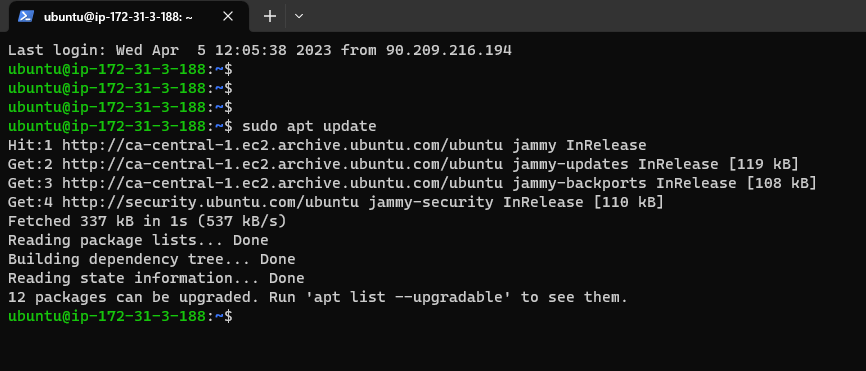 ubuntu@ip-172-31-3-188: ~
Last login: Wed Apr  5 12:05:38 2023 from 90.209.216.194
ubuntu@ip-172-31-3-188:~$
ubuntu@ip-172-31-3-188:~$
ubuntu@ip-172-31-3-188:~$
ubuntu@ip-172-31-3-188:~$ sudo apt update
Hit:1 http://ca-central-1.ec2.archive.ubuntu.com/ubuntu jammy InRelease
Get:2 http://ca-central-1.ec2.archive.ubuntu.com/ubuntu jammy-updates InRelease [119 kB]
Get:3 http://ca-central-1.ec2.archive.ubuntu.com/ubuntu jammy-backports InRelease [108 kB]
Get:4 http://security.ubuntu.com/ubuntu jammy-security InRelease [110 kB]
Fetched 337 kB in 1s (537 kB/s)
Reading package lists... Done
Building dependency tree... Done
Reading state information... Done
12 packages can be upgraded. Run 'apt list --upgradable' to see them.
ubuntu@ip-172-31-3-188:~$